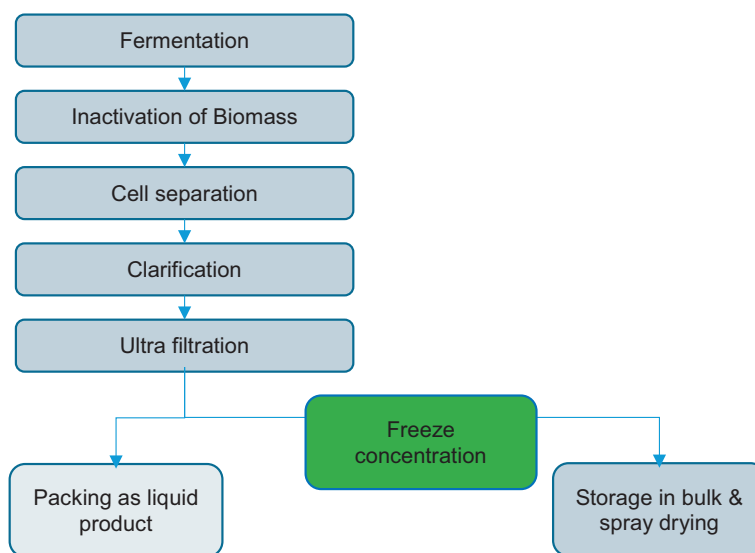 Fermentation
Inactivation of Biomass
Cell separation
Clarification
Ultra filtration
Freeze
concentration
Packing as liquid
product
Storage in bulk &
spray drying